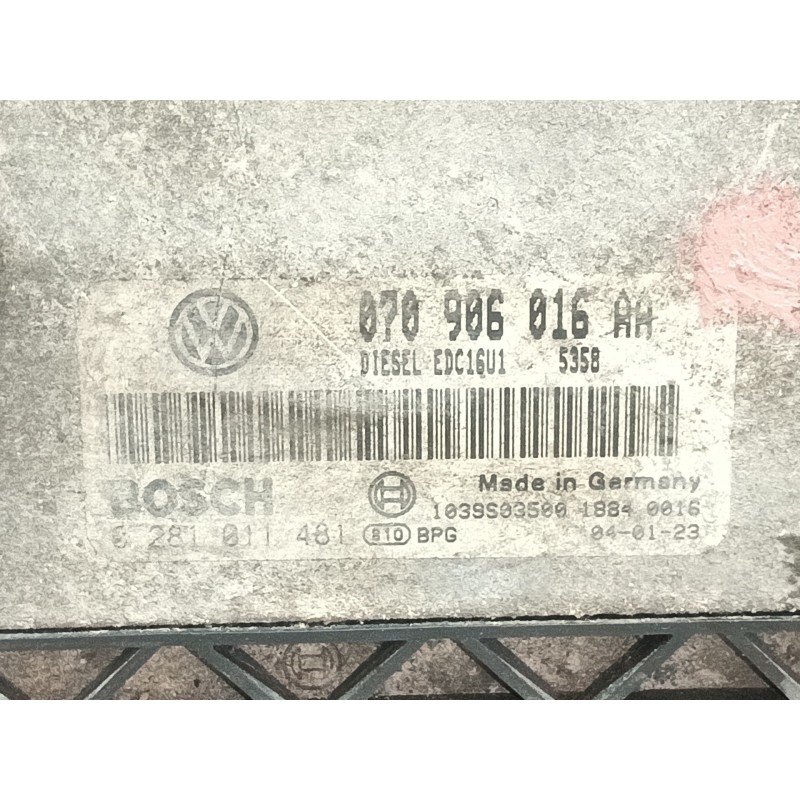 070 906 016 AA
DIESEL EDC16U1 5358
BOSCH
Made in Germany
0 281 011 481 810 BPG
1039S03500 1884 0016
04-01-23